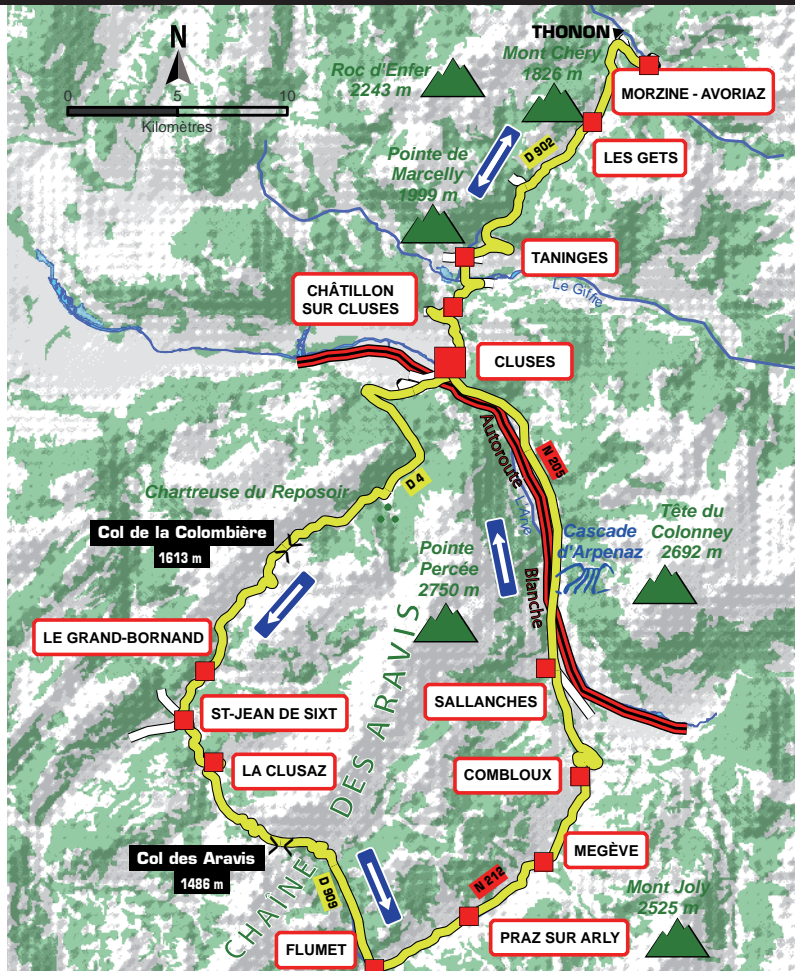 N
0
5
10
Kilomètres
THONON
Mont Chéry
1826 m
Roc d'Enfer
2243 m
MORZINE - AVORIAZ
LES GETS
D 902
Pointe de
Marcelly
1999 m
TANINGES
Le Giffre
CHÂTILLON
SUR CLUSES
CLUSES
Autoroute
N 205
L'Arve
Chartreuse du Reposoir
D 4
Col de la Colombière
1613 m
Pointe
Percée
2750 m
Cascade
d'Arpenaz
Tête du
Colonney
2692 m
Blanche
LE GRAND-BORNAND
ST-JEAN DE SIXT
SALLANCHES
LA CLUSAZ
COMBLOUX
CHAÎNE DES ARAVIS
Col des Aravis
1486 m
D 909
MEGÈVE
N 212
Mont Joly
2525 m
PRAZ SUR ARLY
FLUMET